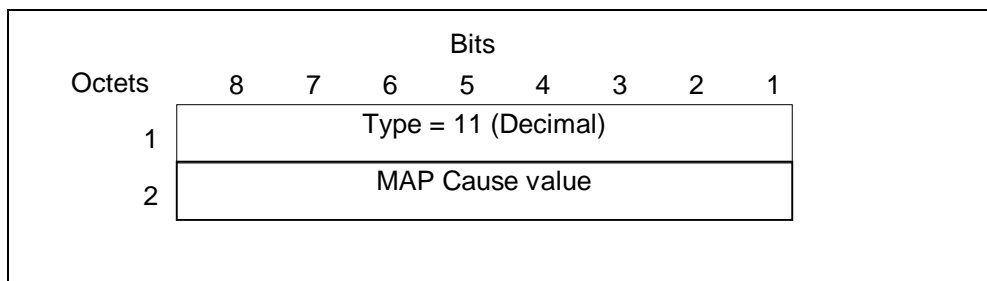 Bits
Octets 8 7 6 5 4 3 2 1
1 Type = 11 (Decimal)
2 MAP Cause value